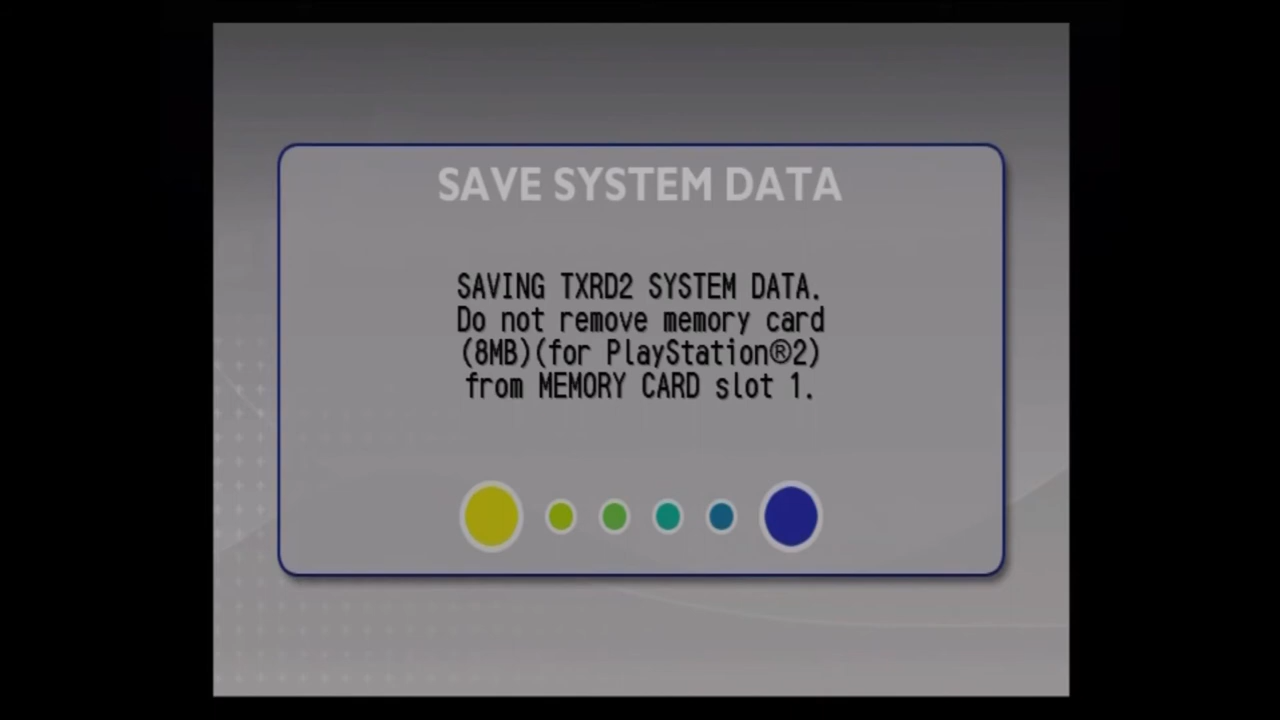 SAVE SYSTEM DATA
SAVING TXRD2 SYSTEM DATA.
Do not remove memory card
(8MB)(for PlayStation®2)
from MEMORY CARD slot 1.